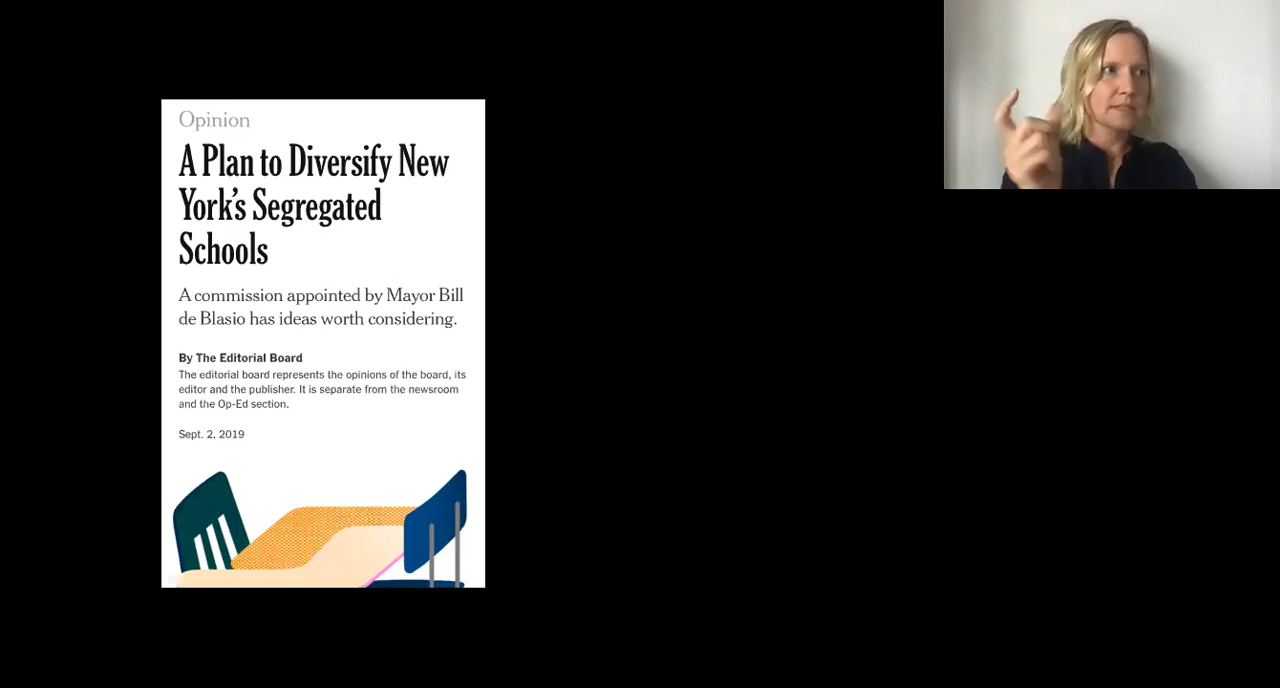 Opinion
A Plan to Diversify New
York’s Segregated
Schools
A commission appointed by Mayor Bill
de Blasio has ideas worth considering.
By The Editorial Board
The editorial board represents the opinions of the board, its
editor and the publisher. It is separate from the newsroom
and the Op-Ed section.
Sept. 2, 2019